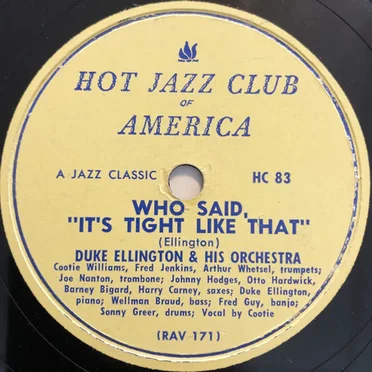 HOT JAZZ CLUB
OF
AMERICA
A JAZZ CLASSIC HC 83
WHO SAID,
"IT'S TIGHT LIKE THAT"
(Ellington)
DUKE ELLINGTON & HIS ORCHESTRA
Cootie Williams, Fred Jenkins, Arthur Whetsel, trumpets;
Joe Nanton, trombone; Johnny Hodges, Otto Hardwick,
Barney Bigard, Harry Carney, saxes; Duke Ellington,
piano; Wellman Braud, bass; Fred Guy, banjo;
Sonny Greer, drums; Vocal by Cootie
(RAV 171)